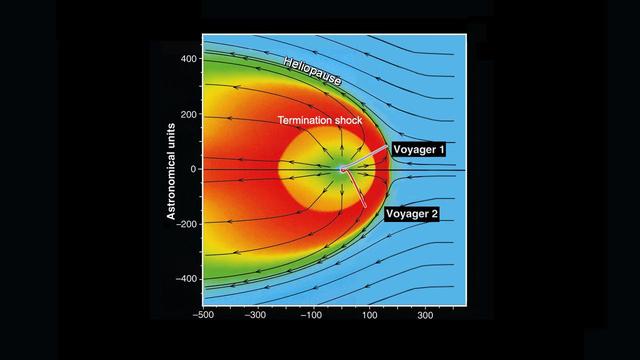 Heliopause
Termination shock
Voyager 1
Voyager 2
Astronomical units
400
200
0
−200
−400
−500
−300
−100
100
300